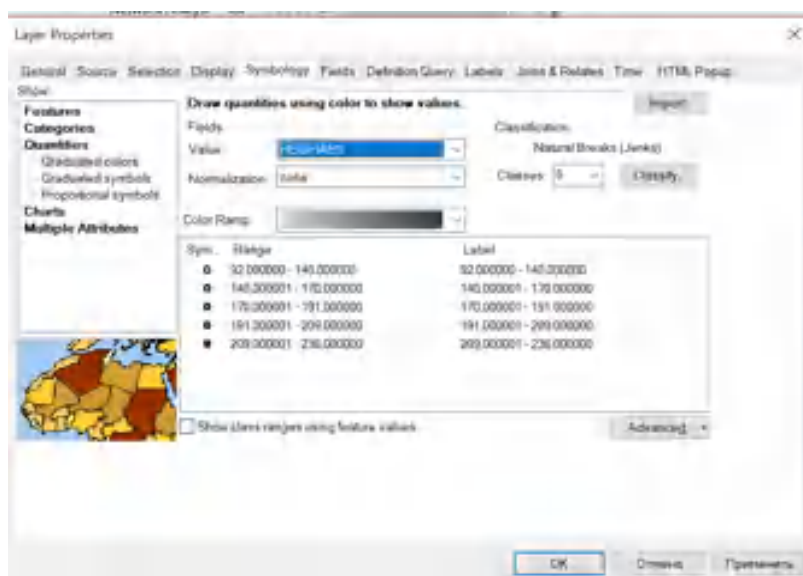 Layer Properties
General Source Selection Display Symbology Fields Definition Query Labels Joins & Relates Time HTML Popup
Show:
Features
Categories
Quantities
Graduated colors
Graduated symbols
Proportional symbols
Charts
Multiple Attributes
Draw quantities using color to show values.
Import
Fields
Value:
Normalization: none
Classification
Natural Breaks (Jenks)
Classes: 5
Classify
Color Ramp:
Sym... Range Label
92.000000 - 140.000000 92.000000 - 140.000000
140.000001 - 170.000000 140.000001 - 170.000000
170.000001 - 191.000000 170.000001 - 191.000000
191.000001 - 209.000000 191.000001 - 209.000000
209.000001 - 236.000000 209.000001 - 236.000000
Show class ranges using feature values
Advanced
OK Отмена Применить